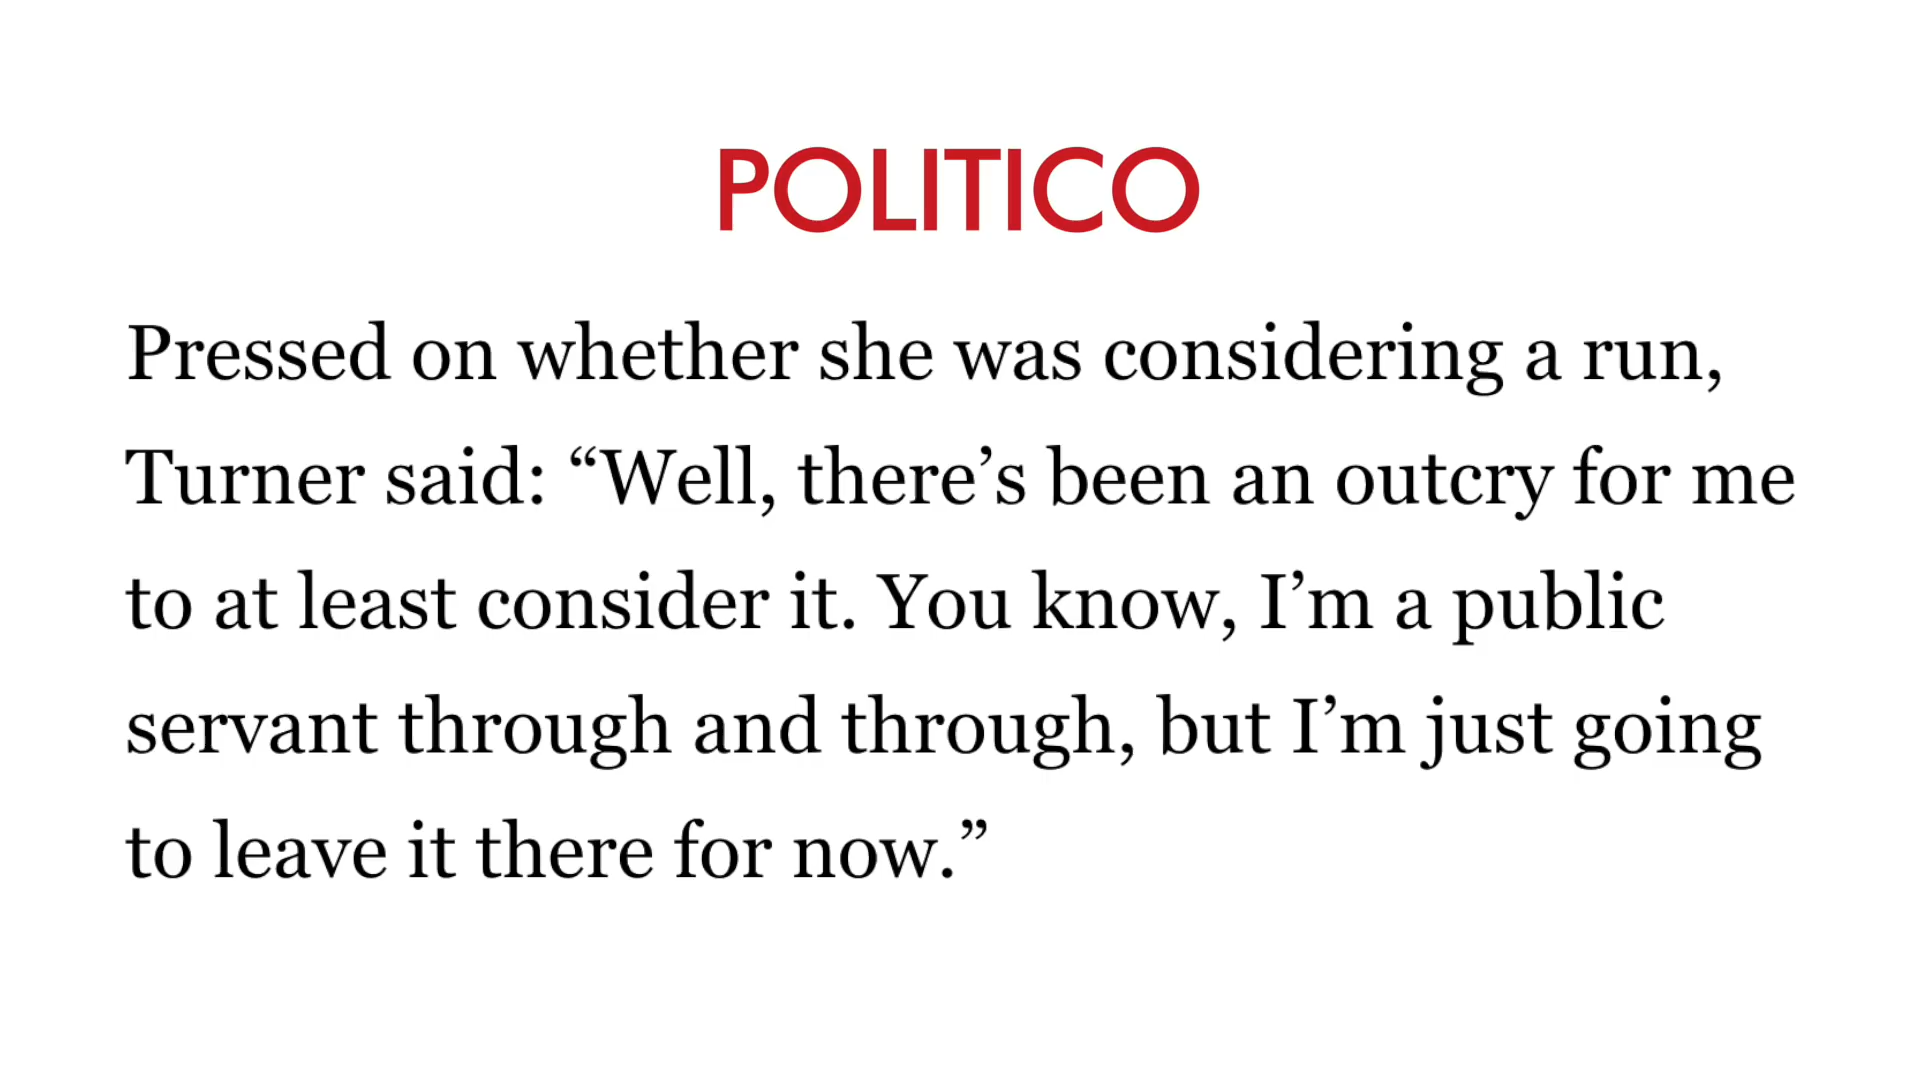 POLITICO
Pressed on whether she was considering a run,
Turner said: “Well, there’s been an outcry for me
to at least consider it. You know, I’m a public
servant through and through, but I’m just going
to leave it there for now.”